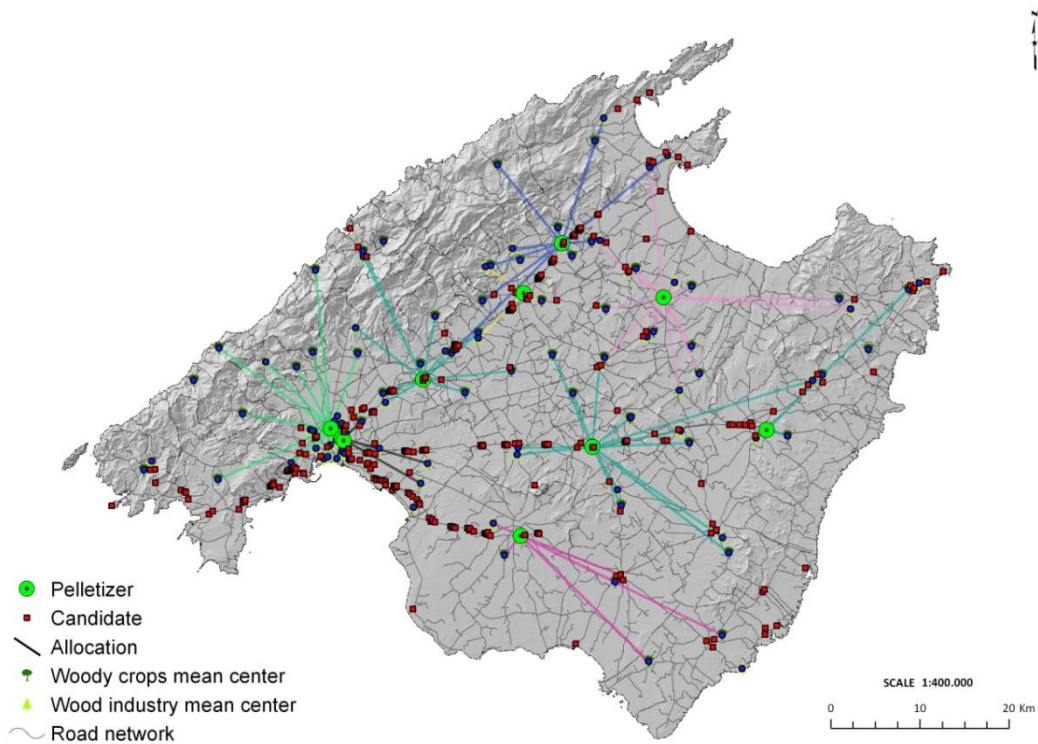 Pelletizer
Candidate
Allocation
Woody crops mean center
Wood industry mean center
Road network
SCALE 1:400.000
0 10 20 Km